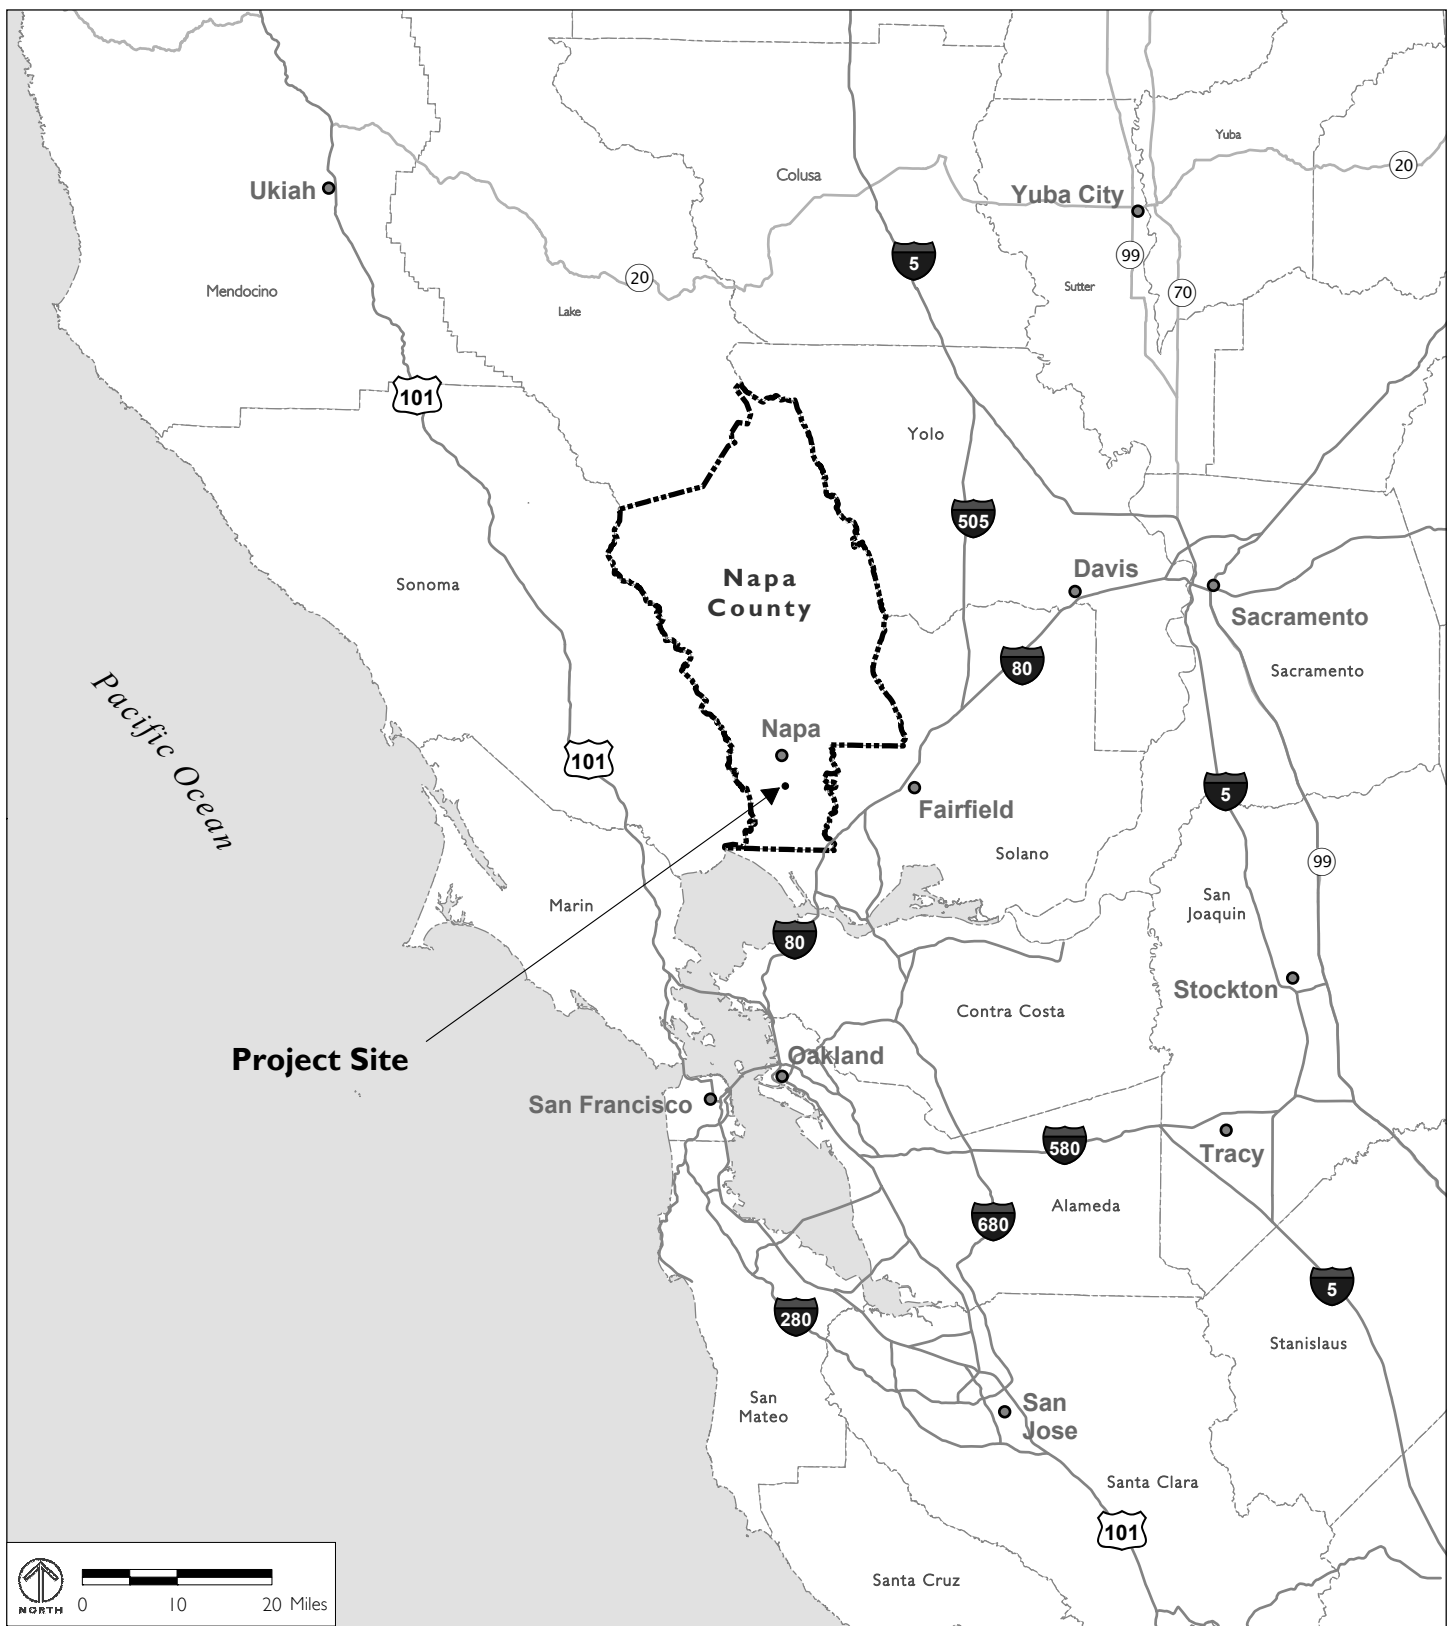 Yuba
20
Colusa
Ukiah
Yuba City
99
5
20
70
Mendocino
Sutter
Lake
101
Yolo
505
Davis
Napa
County
Sonoma
Sacramento
80
Sacramento
Pacific Ocean
Napa
101
5
Fairfield
Solano
99
San
Joaquin
Marin
80
Stockton
Contra Costa
Project Site
Oakland
San Francisco
580
Tracy
Alameda
680
5
280
Stanislaus
San
Mateo
San
Jose
Santa Clara
101
Santa Cruz
NORTH
0 10 20 Miles